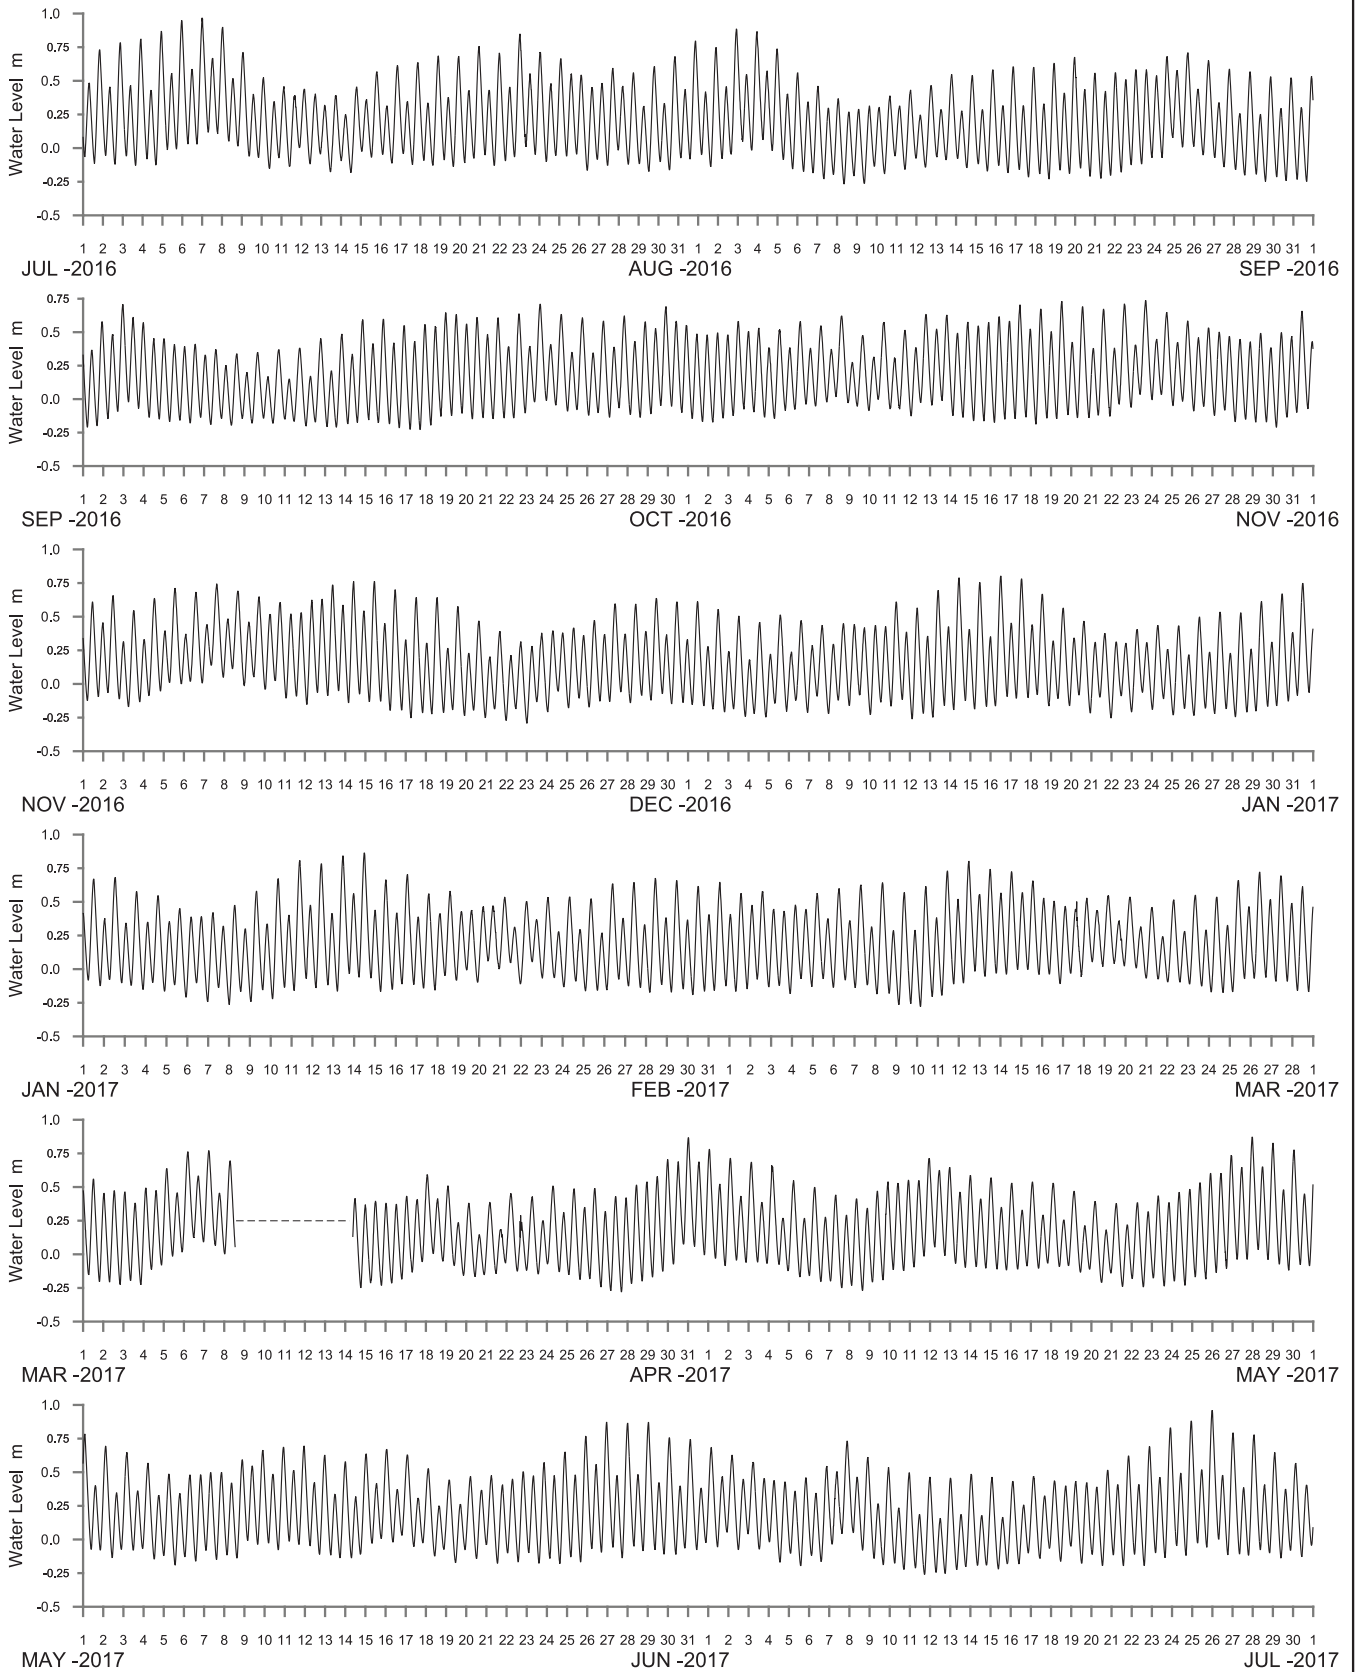 1.0
0.75
0.5
0.25
0.0
-0.25
-0.5
Water Level m
1 2 3 4 5 6 7 8 9 10 11 12 13 14 15 16 17 18 19 20 21 22 23 24 25 26 27 28 29 30 31 1 2 3 4 5 6 7 8 9 10 11 12 13 14 15 16 17 18 19 20 21 22 23 24 25 26 27 28 29 30 31 1
JUL -2016 AUG -2016 SEP -2016
0.75
0.5
0.25
0.0
-0.25
-0.5
Water Level m
1 2 3 4 5 6 7 8 9 10 11 12 13 14 15 16 17 18 19 20 21 22 23 24 25 26 27 28 29 30 1 2 3 4 5 6 7 8 9 10 11 12 13 14 15 16 17 18 19 20 21 22 23 24 25 26 27 28 29 30 31 1
SEP -2016 OCT -2016 NOV -2016
1.0
0.75
0.5
0.25
0.0
-0.25
-0.5
Water Level m
1 2 3 4 5 6 7 8 9 10 11 12 13 14 15 16 17 18 19 20 21 22 23 24 25 26 27 28 29 30 1 2 3 4 5 6 7 8 9 10 11 12 13 14 15 16 17 18 19 20 21 22 23 24 25 26 27 28 29 30 31 1
NOV -2016 DEC -2016 JAN -2017
1.0
0.75
0.5
0.25
0.0
-0.25
-0.5
Water Level m
1 2 3 4 5 6 7 8 9 10 11 12 13 14 15 16 17 18 19 20 21 22 23 24 25 26 27 28 29 30 31 1 2 3 4 5 6 7 8 9 10 11 12 13 14 15 16 17 18 19 20 21 22 23 24 25 26 27 28 1
JAN -2017 FEB -2017 MAR -2017
1.0
0.75
0.5
0.25
0.0
-0.25
-0.5
Water Level m
1 2 3 4 5 6 7 8 9 10 11 12 13 14 15 16 17 18 19 20 21 22 23 24 25 26 27 28 29 30 31 1 2 3 4 5 6 7 8 9 10 11 12 13 14 15 16 17 18 19 20 21 22 23 24 25 26 27 28 29 30 1
MAR -2017 APR -2017 MAY -2017
1.0
0.75
0.5
0.25
0.0
-0.25
-0.5
Water Level m
1 2 3 4 5 6 7 8 9 10 11 12 13 14 15 16 17 18 19 20 21 22 23 24 25 26 27 28 29 30 31 1 2 3 4 5 6 7 8 9 10 11 12 13 14 15 16 17 18 19 20 21 22 23 24 25 26 27 28 29 30 1
MAY -2017 JUN -2017 JUL -2017